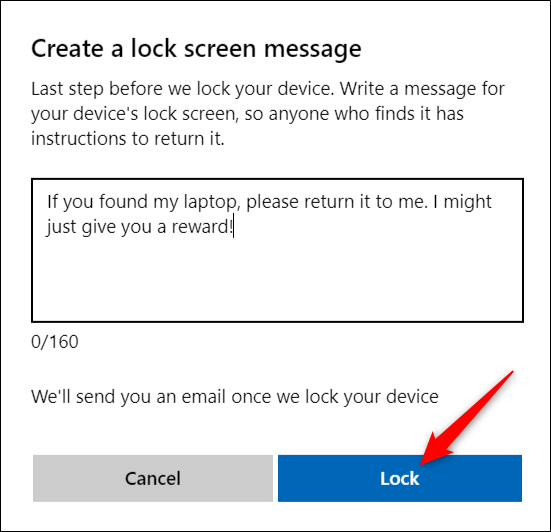 Create a lock screen message
Last step before we lock your device. Write a message for
your device's lock screen, so anyone who finds it has
instructions to return it.
If you found my laptop, please return it to me. I might
just give you a reward!
0/160
We'll send you an email once we lock your device
Cancel
Lock